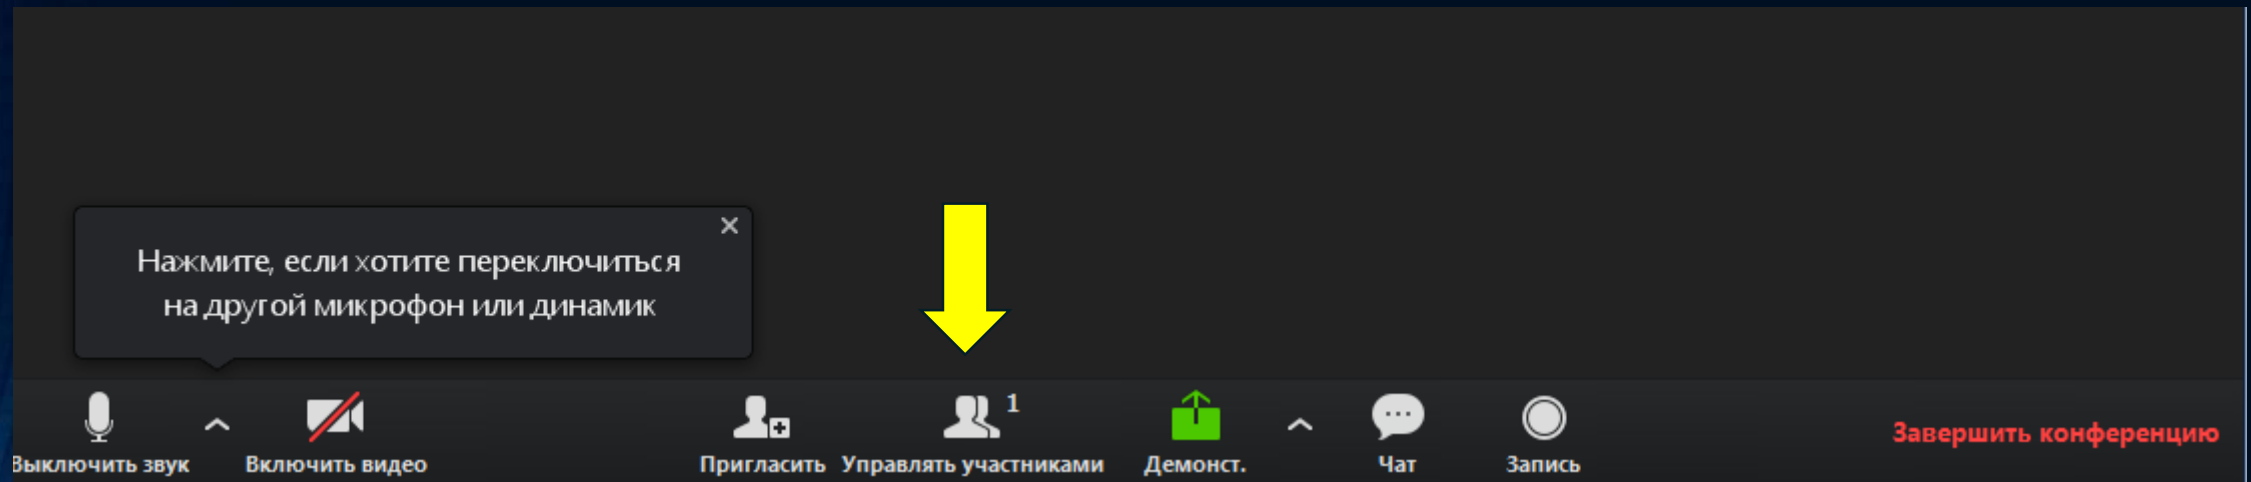 Нажмите, если хотите переключиться
на другой микрофон или динамик
1
Выключить звук
Включить видео
Пригласить
Управлять участниками
Демонст.
Чат
Запись
Завершить конференцию